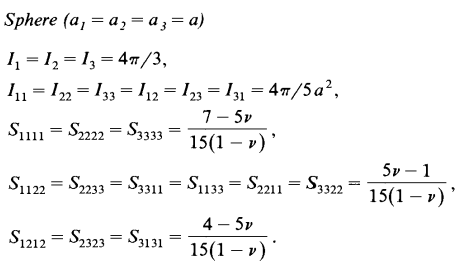 Sphere (a₁ = a₂ = a₃ = a)
I₁ = I₂ = I₃ = 4π/3,
I₁₁ = I₂₂ = I₃₃ = I₁₂ = I₂₃ = I₃₁ = 4π/5a²,
S₁₁₁₁ = S₂₂₂₂ = S₃₃₃₃ = (7 − 5ν) / (15(1 − ν)),
S₁₁₂₂ = S₂₂₃₃ = S₃₃₁₁ = S₁₁₃₃ = S₂₂₁₁ = S₃₃₂₂ = (5ν − 1) / (15(1 − ν)),
S₁₂₁₂ = S₂₃₂₃ = S₃₁₃₁ = (4 − 5ν) / (15(1 − ν)).